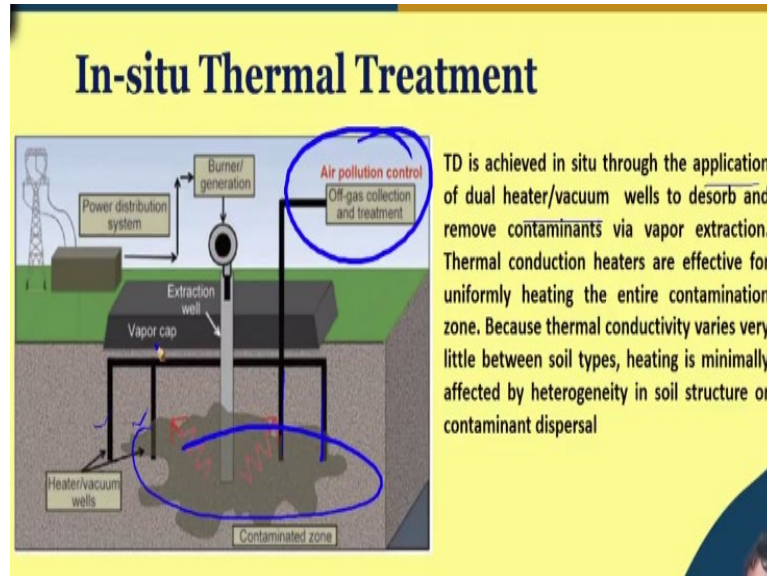 In-situ Thermal Treatment
Burner/
generation
Air pollution control
Power distribution
system
Off-gas collection
and treatment
Extraction
well
Vapor cap
Heater/vacuum
wells
Contaminated zone
TD is achieved in situ through the application
of dual heater/vacuum wells to desorb and
remove contaminants via vapor extraction.
Thermal conduction heaters are effective for
uniformly heating the entire contamination
zone. Because thermal conductivity varies very
little between soil types, heating is minimally
affected by heterogeneity in soil structure or
contaminant dispersal